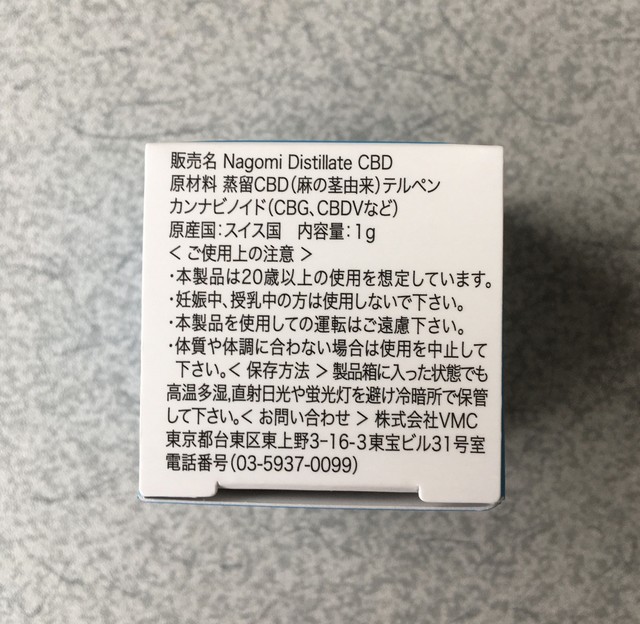 販売名 Nagomi Distillate CBD
原材料 蒸留CBD（麻の茎由来）テルペン
カンナビノイド（CBG、CBDVなど）
原産国：スイス国 内容量：1g
＜ ご使用上の注意 ＞
・本製品は20歳以上の使用を想定しています。
・妊娠中、授乳中の方は使用しないで下さい。
・本製品を使用しての運転はご遠慮下さい。
・体質や体調に合わない場合は使用を中止して
下さい。＜ 保存方法 ＞ 製品箱に入った状態でも
高温多湿,直射日光や蛍光灯を避け冷暗所で保管
して下さい。＜ お問い合わせ ＞ 株式会社VMC
東京都台東区東上野3-16-3東宝ビル31号室
電話番号（03-5937-0099）